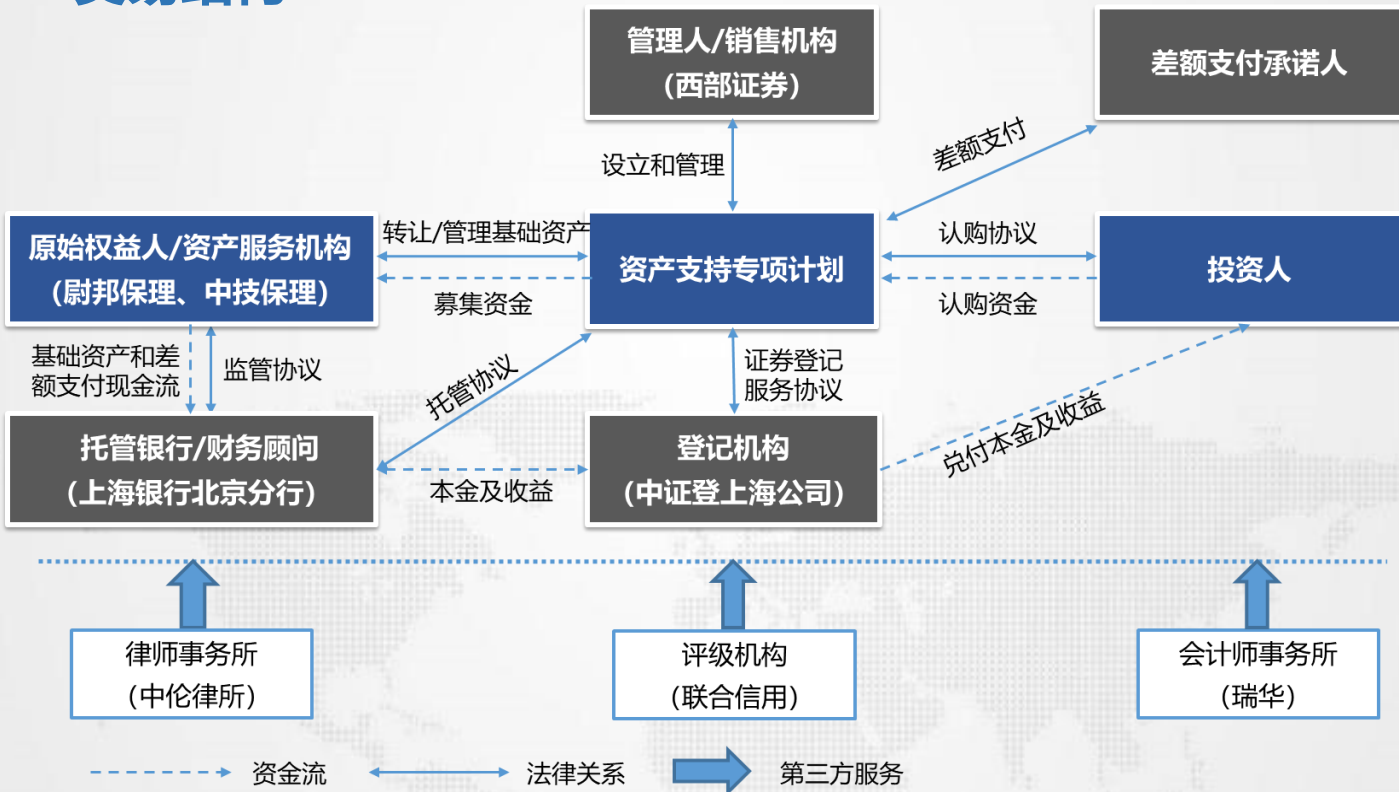 管理人/销售机构
（西部证券）
差额支付承诺人
设立和管理
差额支付
原始权益人/资产服务机构
（尉邦保理、中技保理）
转让/管理基础资产
募集资金
资产支持专项计划
认购协议
认购资金
投资人
基础资产和差
额支付现金流
监管协议
托管协议
证券登记
服务协议
兑付本金及收益
托管银行/财务顾问
（上海银行北京分行）
本金及收益
登记机构
（中证登上海公司）
律师事务所
（中伦律所）
评级机构
（联合信用）
会计师事务所
（瑞华）
资金流
法律关系
第三方服务